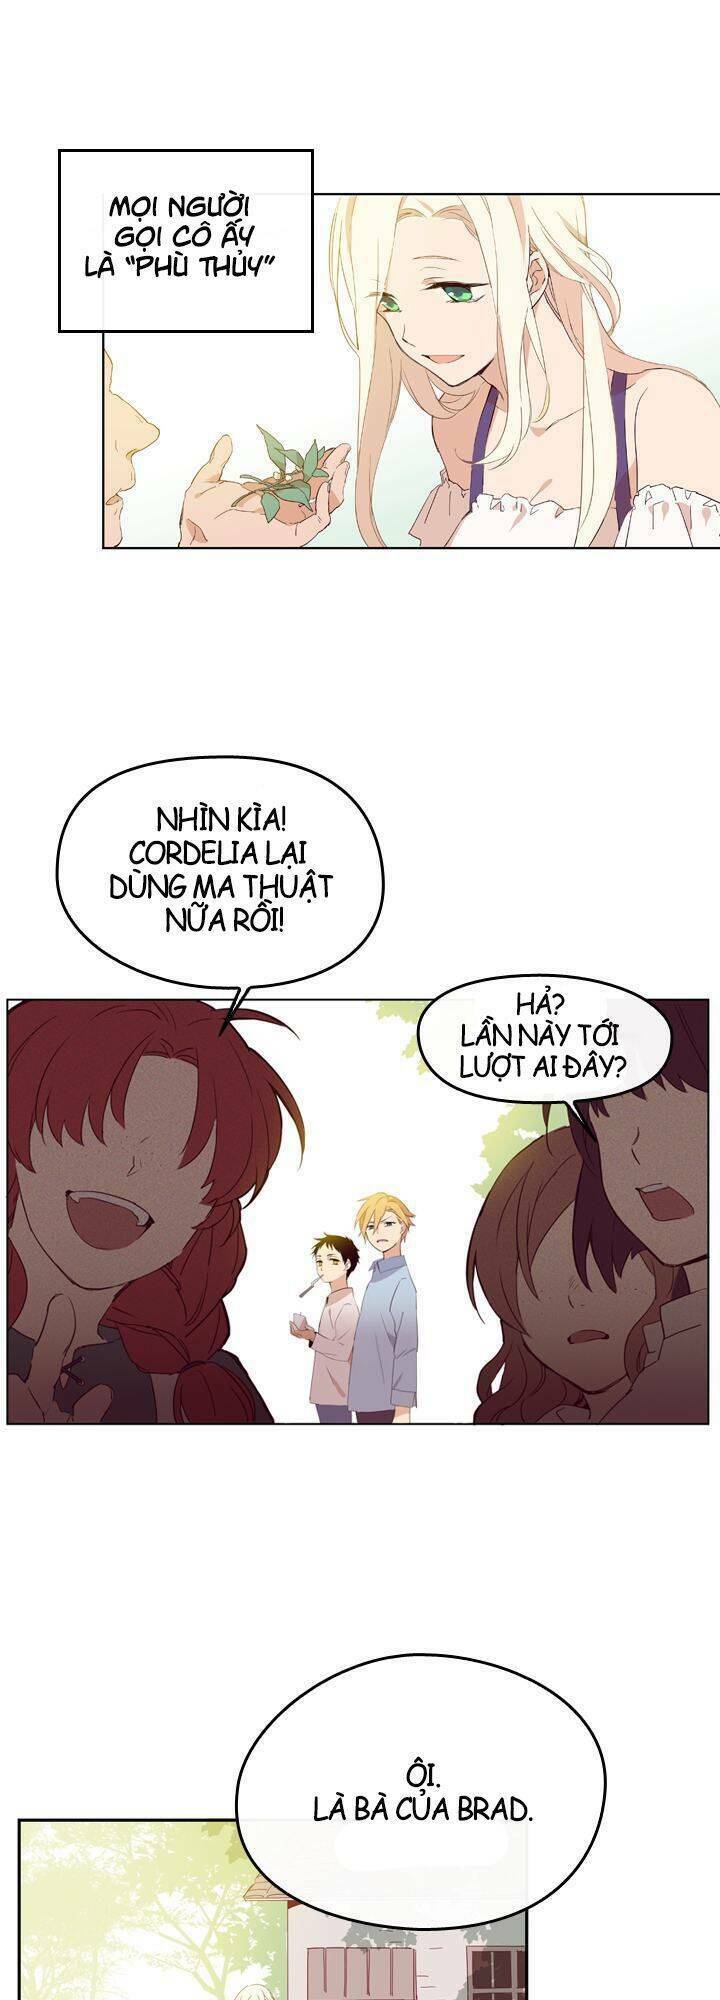 MỌI NGƯỜI
GỌI CÔ ẤY
LÀ "PHÙ THỦY"
NHÌN KÌA!
CORDELIA LẠI
DÙNG MA THUẬT
NỮA RỒI!
HẢ?
LẦN NÀY TỚI
LƯỢT AI ĐÂY?
ÔI.
LÀ BÀ CỦA BRAD.